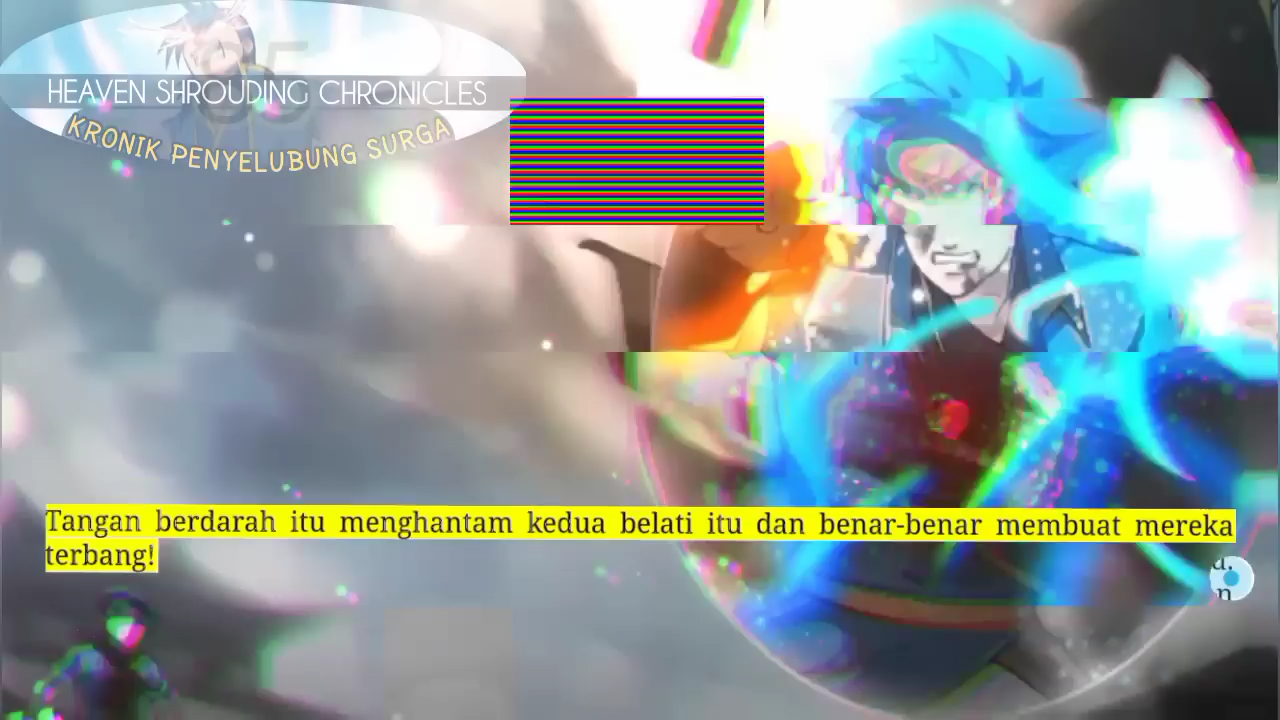 HEAVEN SHROUDING CHRONICLES
KRONIK PENYELUBUNG SURGA
Tangan berdarah itu menghantam kedua belati itu dan benar-benar membuat mereka
terbang!